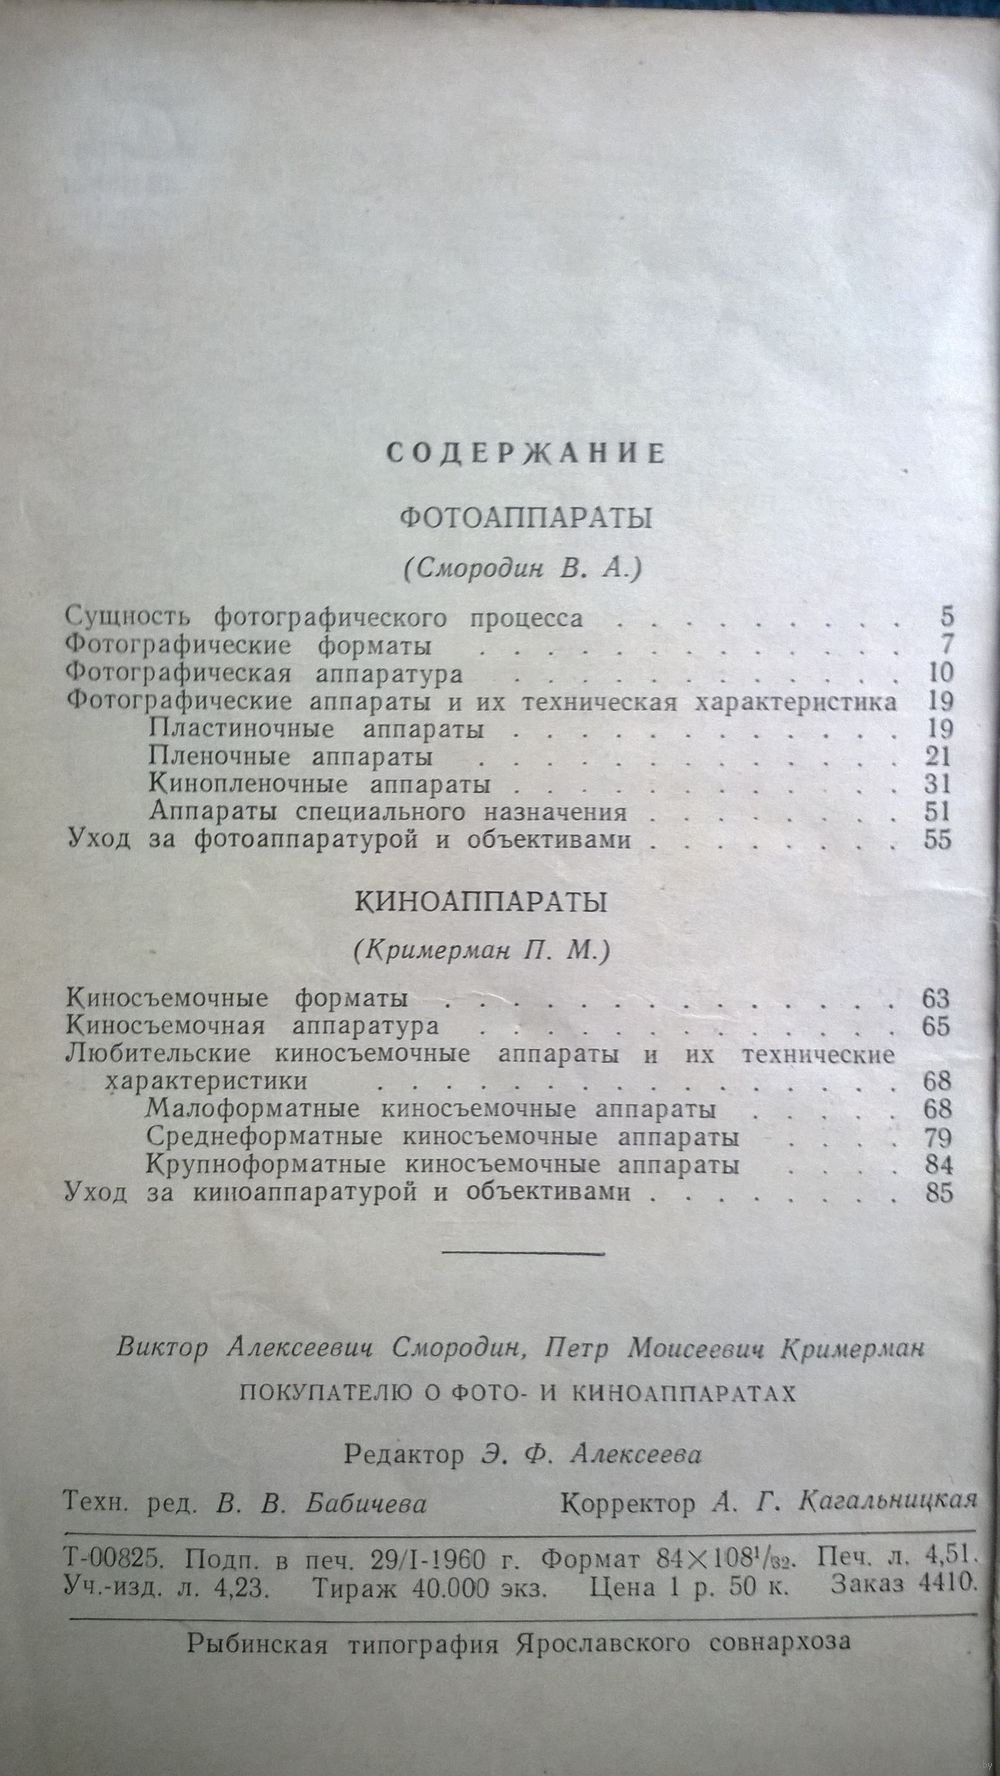 СОДЕРЖАНИЕ
ФОТОАППАРАТЫ
(Смородин В. А.)
Сущность фотографического процесса . . . . . . . . . 5
Фотографические форматы . . . . . . . . . . . . . 7
Фотографическая аппаратура . . . . . . . . . . . . 10
Фотографические аппараты и их техническая характеристика 19
Пластиночные аппараты . . . . . . . . . . . . 19
Пленочные аппараты . . . . . . . . . . . . . 21
Кинопленочные аппараты . . . . . . . . . . . . 31
Аппараты специального назначения . . . . . . . . 51
Уход за фотоаппаратурой и объективами . . . . . . . . 55
КИНОАППАРАТЫ
(Кримерман П. М.)
Киносъемочные форматы . . . . . . . . . . . . . . 63
Киносъемочная аппаратура . . . . . . . . . . . . . 65
Любительские киносъемочные аппараты и их технические
характеристики . . . . . . . . . . . . . . . . 68
Малоформатные киносъемочные аппараты . . . . . 68
Среднеформатные киносъемочные аппараты . . . . 79
Крупноформатные киносъемочные аппараты . . . . 84
Уход за киноаппаратурой и объективами . . . . . . . . 85
Виктор Алексеевич Смородин, Петр Моисеевич Кримерман
ПОКУПАТЕЛЮ О ФОТО- И КИНОАППАРАТАХ
Редактор Э. Ф. Алексеева
Техн. ред. В. В. Бабичева Корректор А. Г. Кагальницкая
Т-00825. Подп. в печ. 29/I-1960 г. Формат 84×108¹/₃₂. Печ. л. 4,51.
Уч.-изд. л. 4,23. Тираж 40.000 экз. Цена 1 р. 50 к. Заказ 4410.
Рыбинская типография Ярославского совнархоза